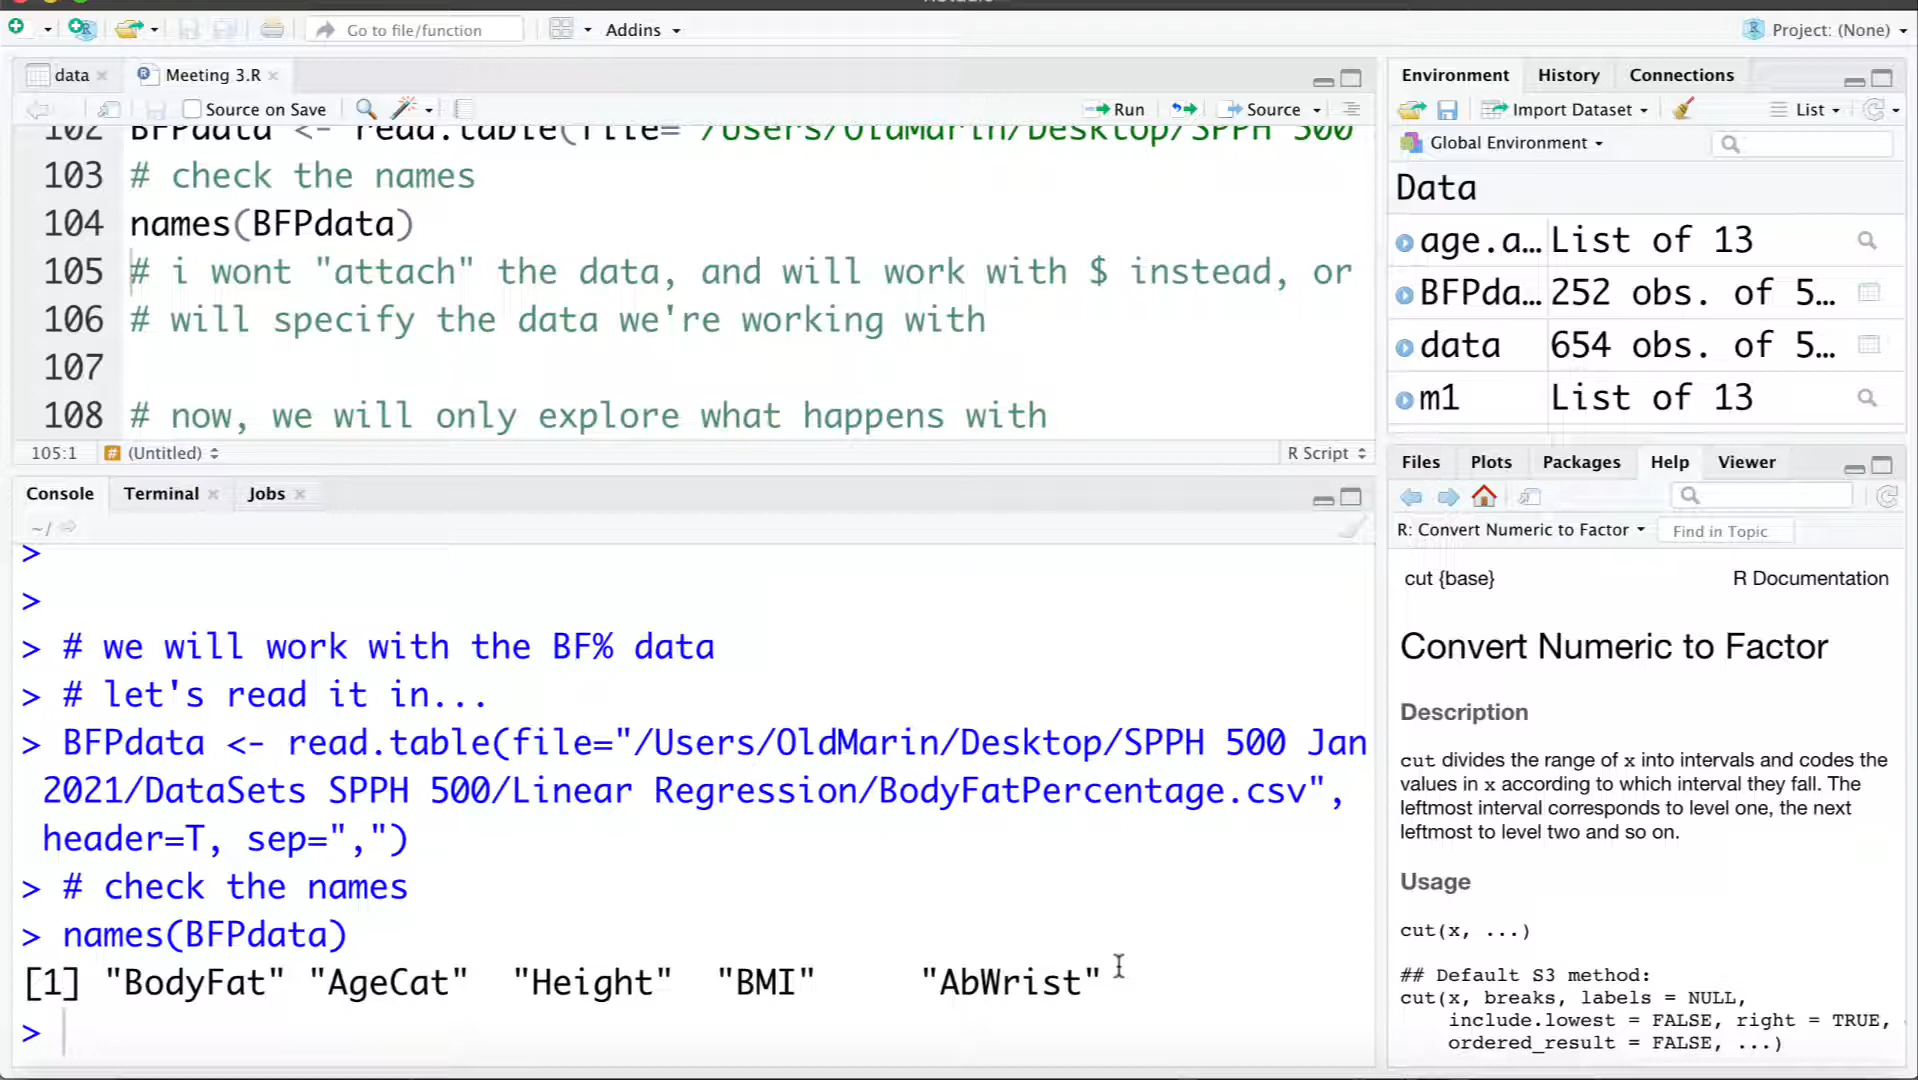 Go to file/function
Addins
Project: (None)
data
Meeting 3.R
Source on Save
Run
Source
102 BFPdata <- read.table(file="/Users/OldMarin/Desktop/SPPH 500
103 # check the names
104 names(BFPdata)
105 # i wont "attach" the data, and will work with $ instead, or
106 # will specify the data we're working with
107
108 # now, we will only explore what happens with
105:1
(Untitled)
R Script
Console
Terminal
Jobs
~/
>
>
> # we will work with the BF% data
> # let's read it in...
> BFPdata <- read.table(file="/Users/OldMarin/Desktop/SPPH 500 Jan
2021/DataSets SPPH 500/Linear Regression/BodyFatPercentage.csv",
header=T, sep=",")
> # check the names
> names(BFPdata)
[1] "BodyFat" "AgeCat" "Height" "BMI" "AbWrist"
>
Environment
History
Connections
Import Dataset
List
Global Environment
Data
age.a… List of 13
BFPda… 252 obs. of 5…
data 654 obs. of 5…
m1 List of 13
Files
Plots
Packages
Help
Viewer
R: Convert Numeric to Factor
Find in Topic
cut {base}
R Documentation
Convert Numeric to Factor
Description
cut divides the range of x into intervals and codes the
values in x according to which interval they fall. The
leftmost interval corresponds to level one, the next
leftmost to level two and so on.
Usage
cut(x, ...)
## Default S3 method:
cut(x, breaks, labels = NULL,
include.lowest = FALSE, right = TRUE,
ordered_result = FALSE, ...)